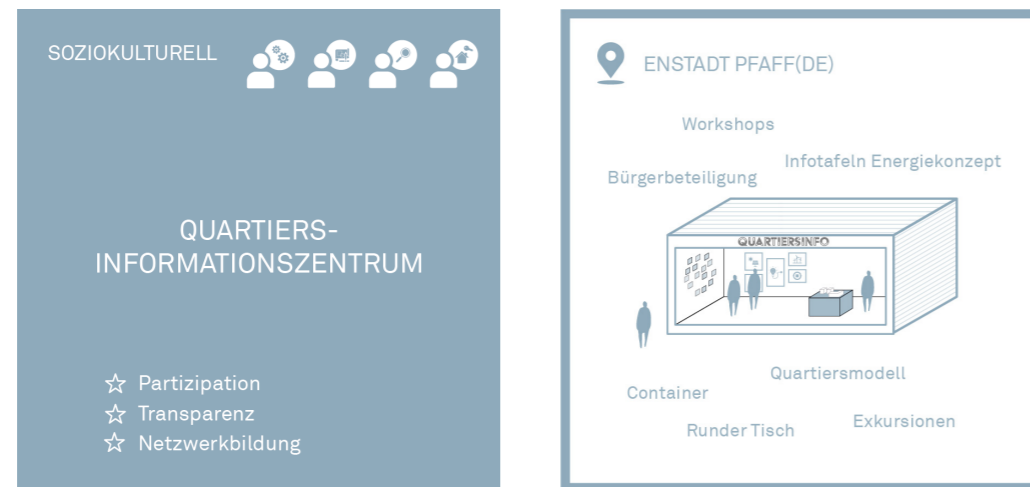 SOZIOKULTURELL
QUARTIERS-
INFORMATIONSZENTRUM
Partizipation
Transparenz
Netzwerkbildung
ENSTADT PFAFF(DE)
Workshops
Infotafeln Energiekonzept
Bürgerbeteiligung
QUARTIERSINFO
Quartiersmodell
Container
Exkursionen
Runder Tisch